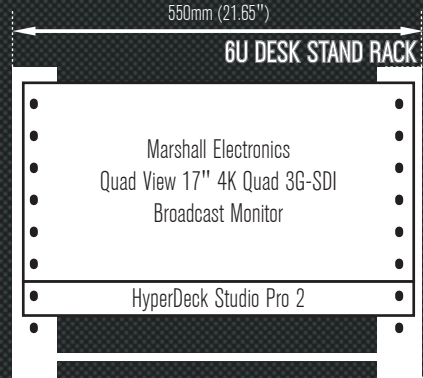 550mm (21.65")
6U DESK STAND RACK
Marshall Electronics
Quad View 17" 4K Quad 3G-SDI
Broadcast Monitor
HyperDeck Studio Pro 2